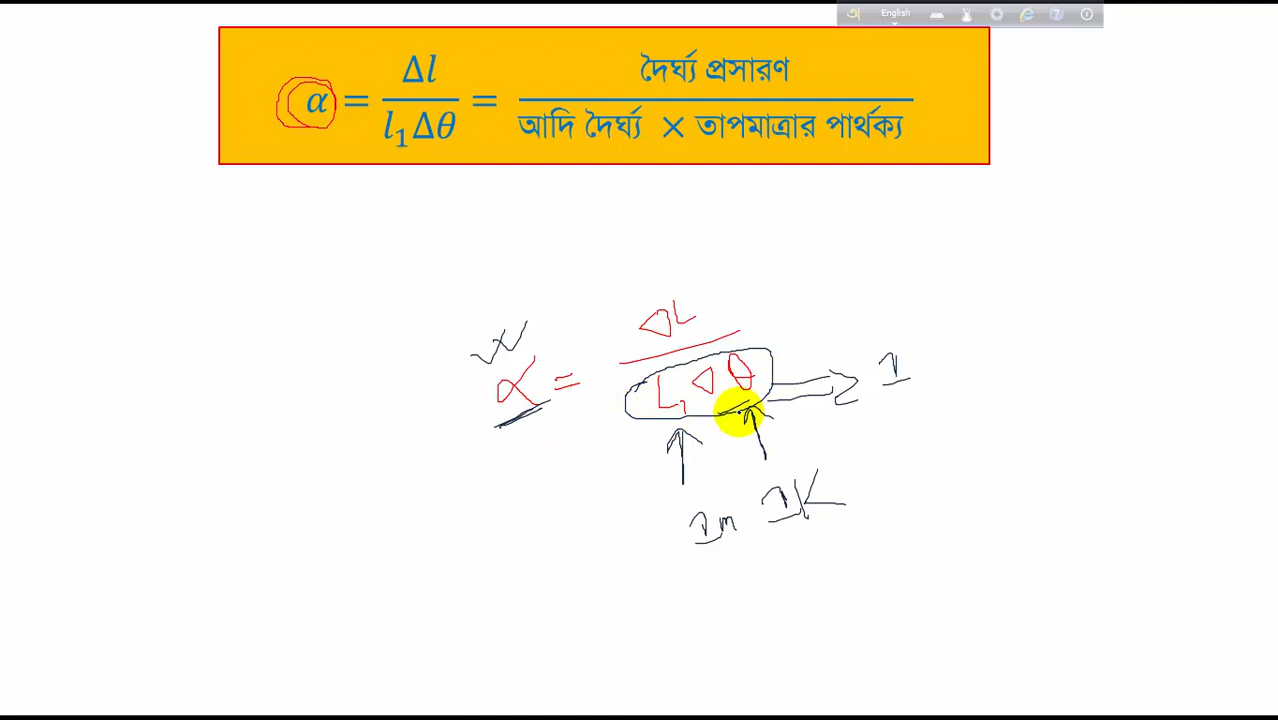 English
α = Δl / l₁Δθ = দৈর্ঘ্য প্রসারণ / আদি দৈর্ঘ্য × তাপমাত্রার পার্থক্য
α = ΔL / L₁Δθ
1
1m 1K